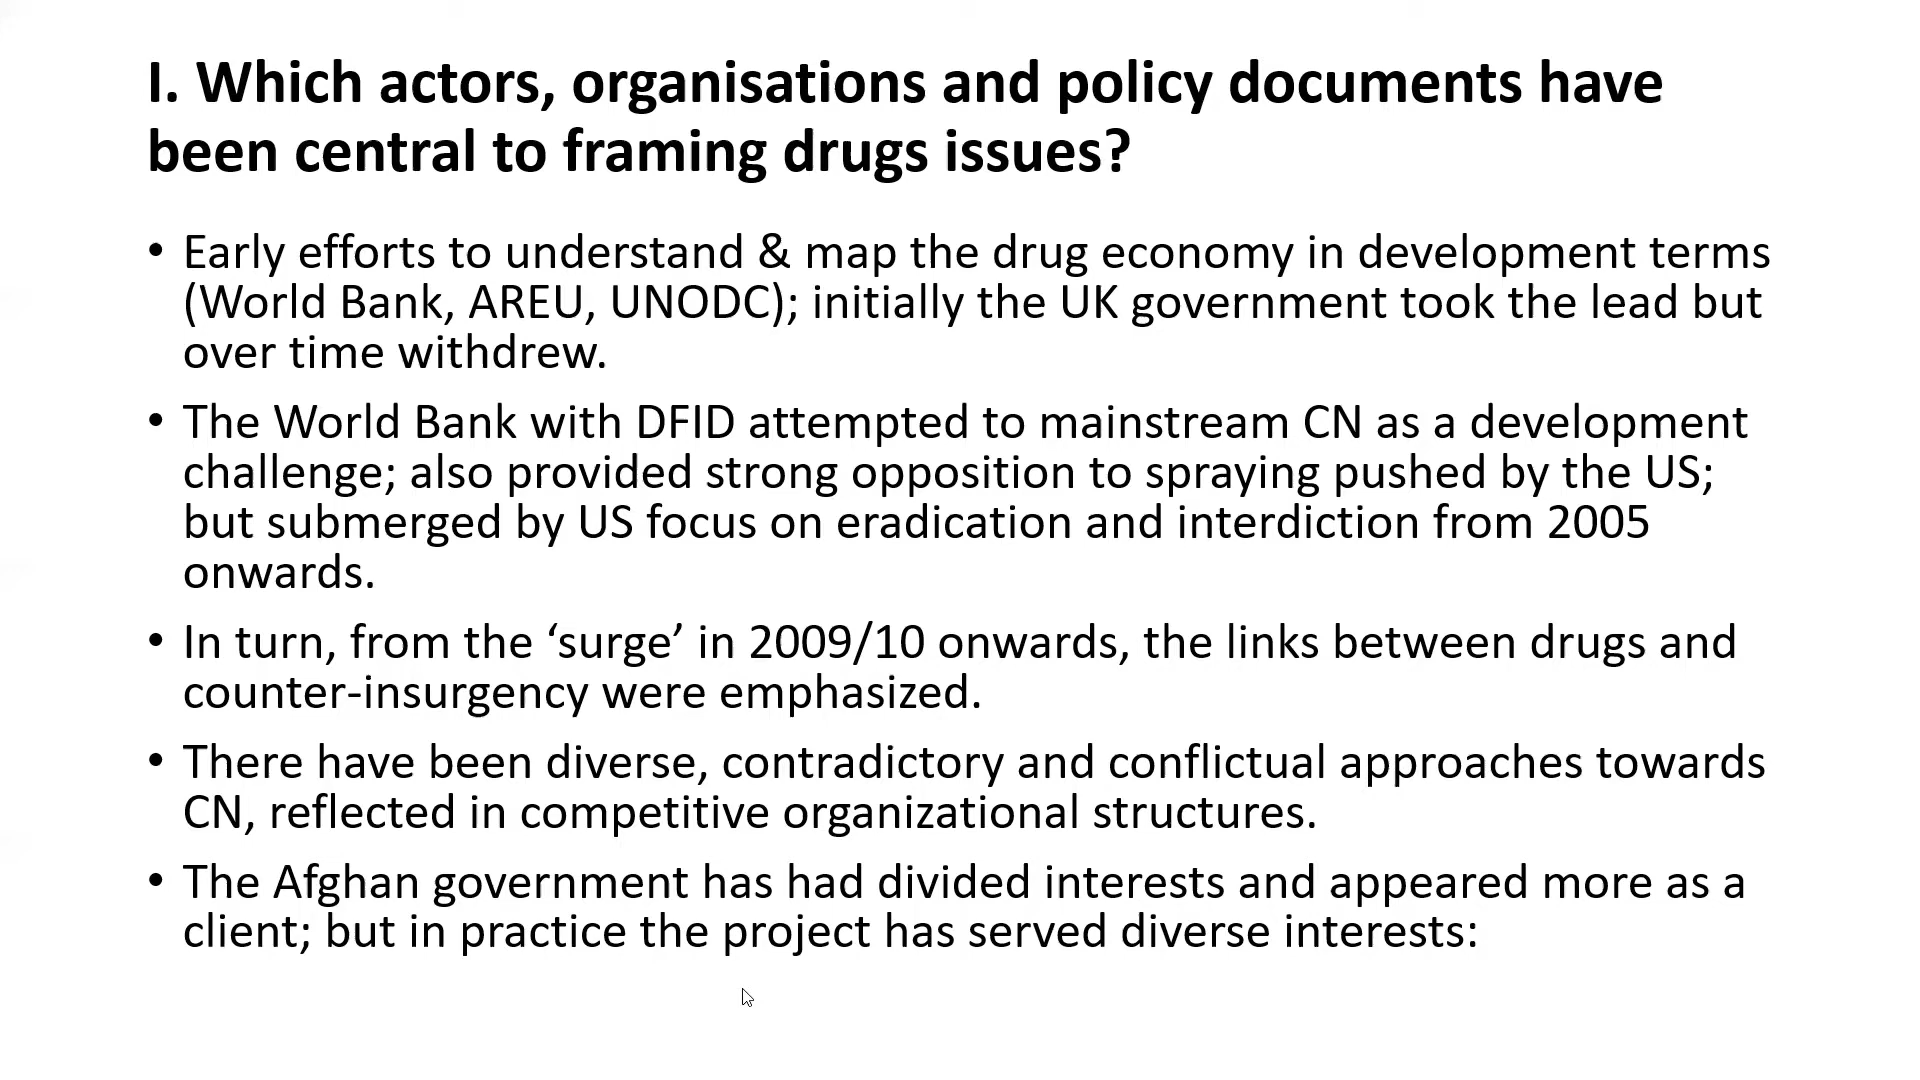 I. Which actors, organisations and policy documents have
been central to framing drugs issues?
• Early efforts to understand & map the drug economy in development terms
(World Bank, AREU, UNODC); initially the UK government took the lead but
over time withdrew.
• The World Bank with DFID attempted to mainstream CN as a development
challenge; also provided strong opposition to spraying pushed by the US;
but submerged by US focus on eradication and interdiction from 2005
onwards.
• In turn, from the ‘surge’ in 2009/10 onwards, the links between drugs and
counter-insurgency were emphasized.
• There have been diverse, contradictory and conflictual approaches towards
CN, reflected in competitive organizational structures.
• The Afghan government has had divided interests and appeared more as a
client; but in practice the project has served diverse interests: